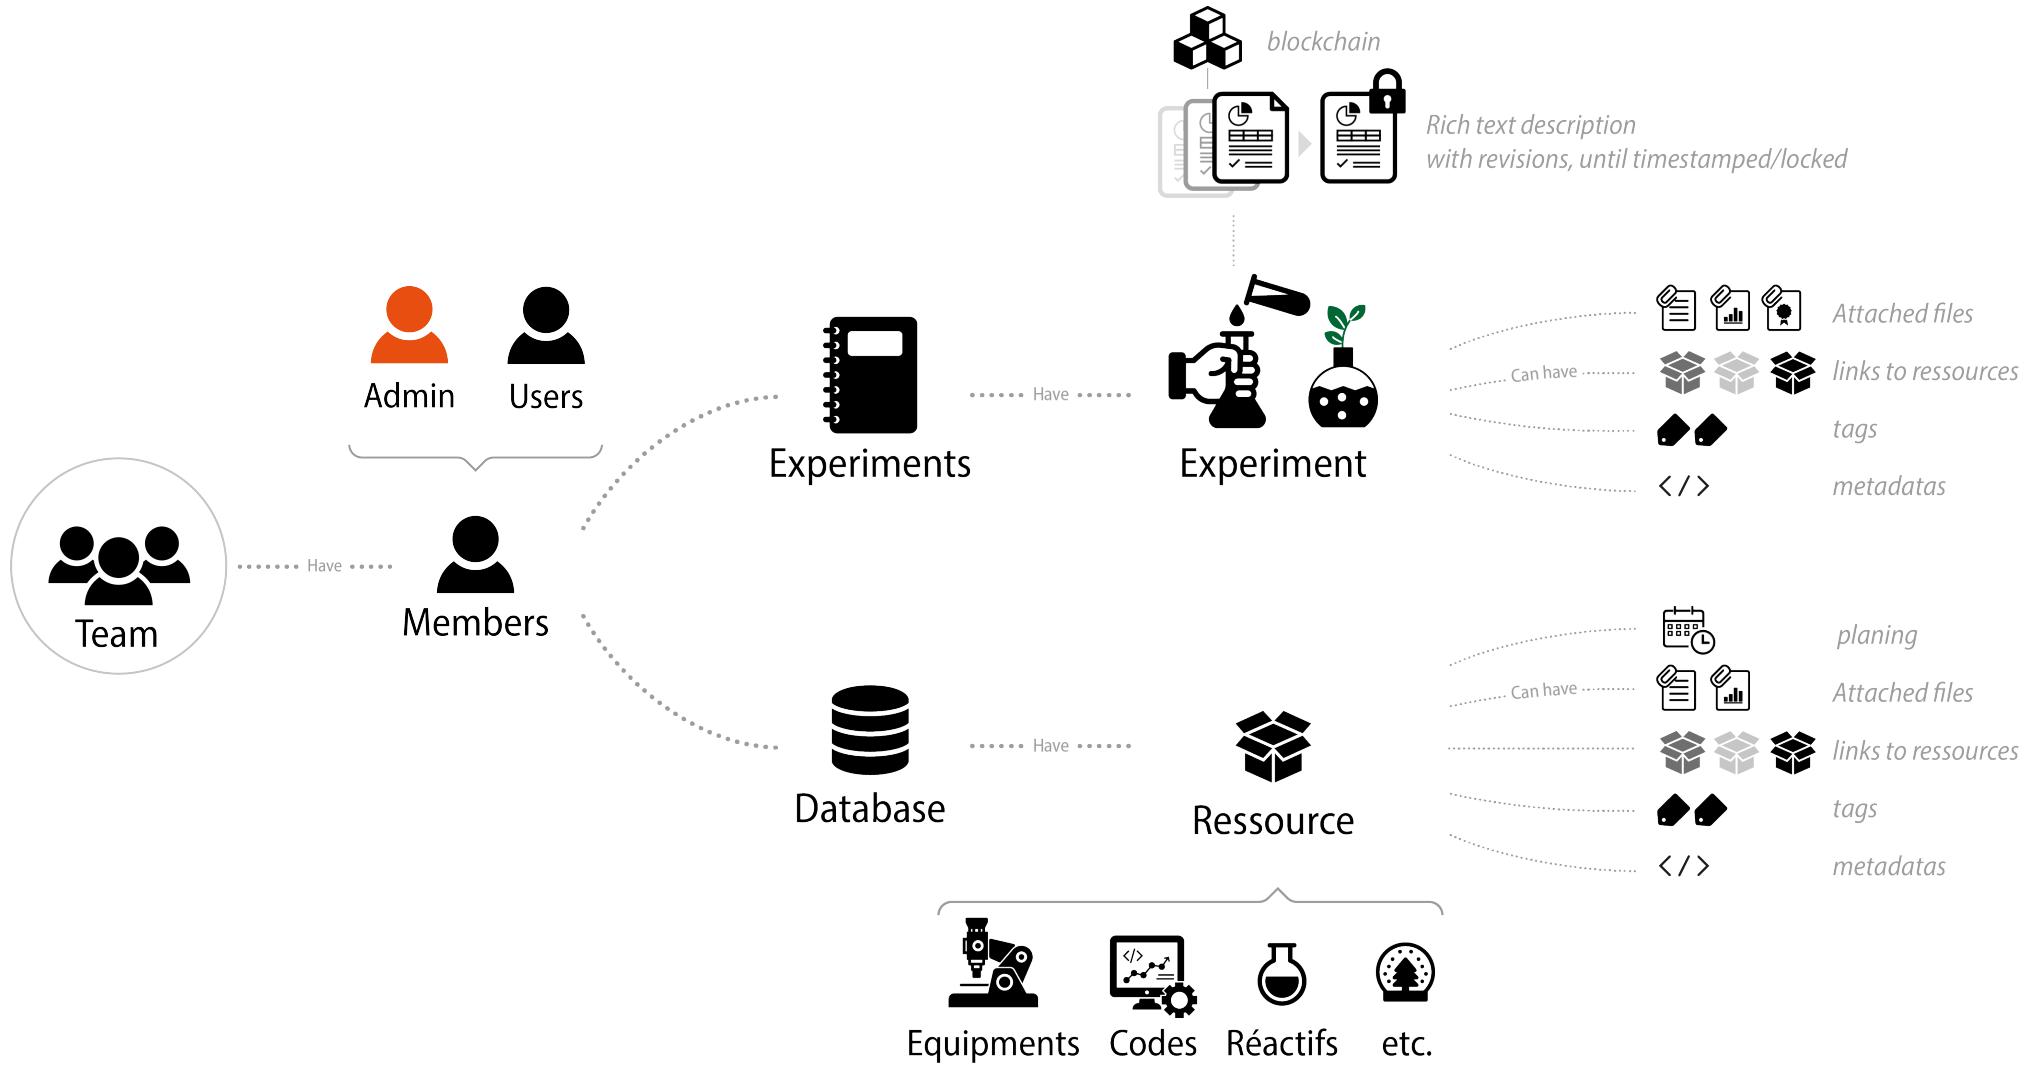 blockchain
Rich text description
with revisions, until timestamped/locked
Admin
Users
Experiments
Have
Experiment
Can have
Attached files
links to ressources
tags
metadatas
Team
Have
Members
Database
Have
Ressource
Can have
planing
Attached files
links to ressources
tags
metadatas
Equipments
Codes
Réactifs
etc.